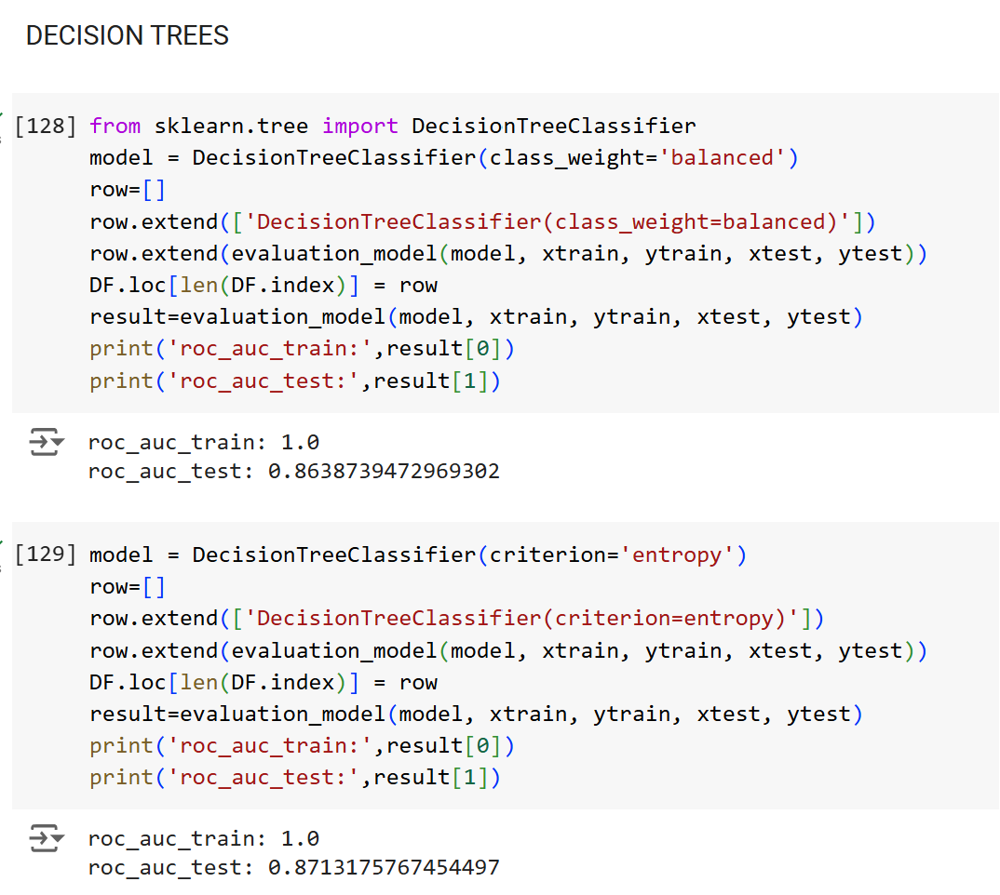 DECISION TREES
[128] from sklearn.tree import DecisionTreeClassifier
model = DecisionTreeClassifier(class_weight='balanced')
row=[]
row.extend(['DecisionTreeClassifier(class_weight=balanced)'])
row.extend(evaluation_model(model, xtrain, ytrain, xtest, ytest))
DF.loc[len(DF.index)] = row
result=evaluation_model(model, xtrain, ytrain, xtest, ytest)
print('roc_auc_train:',result[0])
print('roc_auc_test:',result[1])
roc_auc_train: 1.0
roc_auc_test: 0.8638739472969302
[129] model = DecisionTreeClassifier(criterion='entropy')
row=[]
row.extend(['DecisionTreeClassifier(criterion=entropy)'])
row.extend(evaluation_model(model, xtrain, ytrain, xtest, ytest))
DF.loc[len(DF.index)] = row
result=evaluation_model(model, xtrain, ytrain, xtest, ytest)
print('roc_auc_train:',result[0])
print('roc_auc_test:',result[1])
roc_auc_train: 1.0
roc_auc_test: 0.8713175767454497